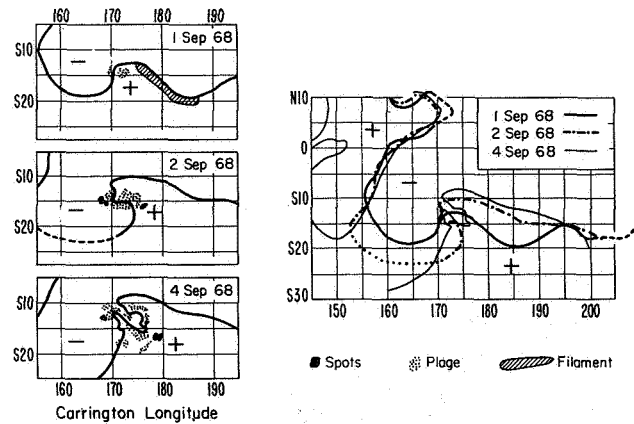 160 170 180 190
1 Sep 68
S10
−
+
S20
2 Sep 68
S10
−
+
S20
4 Sep 68
S10
−
+
S20
160 170 180 190
Carrington Longitude
N10
0
S10
S20
S30
1 Sep 68
2 Sep 68
4 Sep 68
+
−
+
150 160 170 180 190 200
Spots Plage Filament